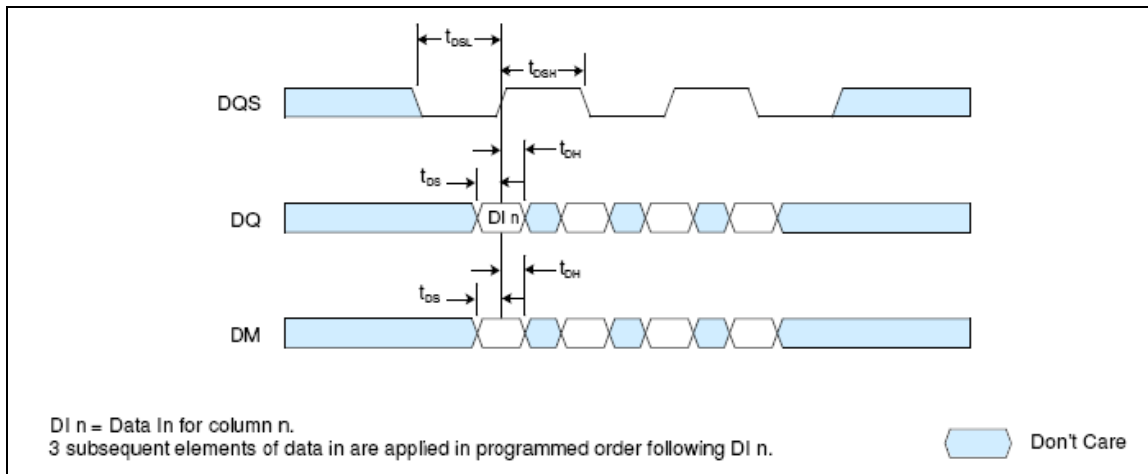 tDSL
tDSH
DQS
tDH
tDS
DQ
DI n
tDH
tDS
DM
DI n = Data In for column n.
3 subsequent elements of data in are applied in programmed order following DI n.
Don't Care